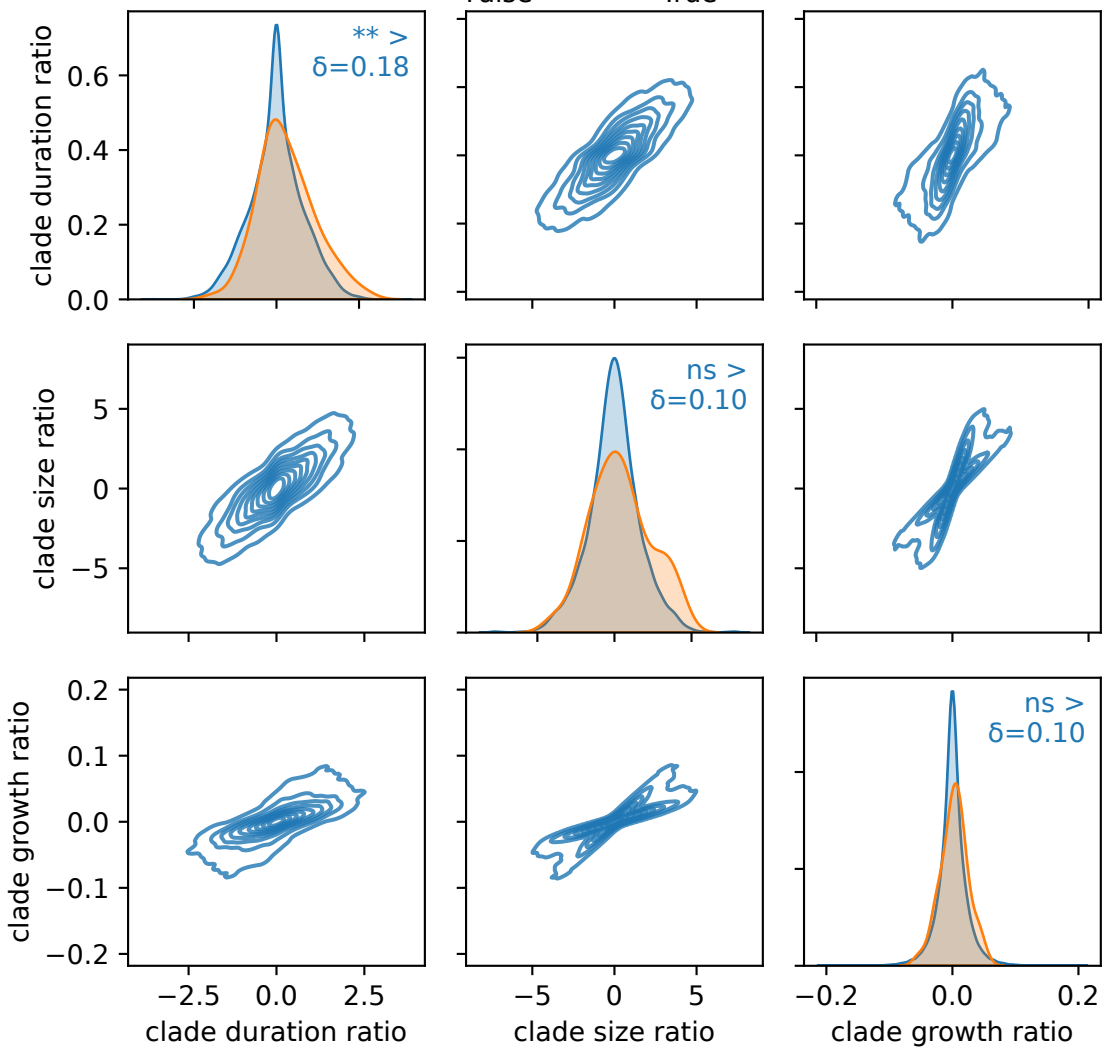 clade duration ratio
0.6
0.4
0.2
0.0
** >
δ=0.18
clade size ratio
5
0
−5
ns >
δ=0.10
clade growth ratio
0.2
0.1
0.0
−0.1
−0.2
ns >
δ=0.10
−2.5 0.0 2.5
−5 0 5
−0.2 0.0 0.2
clade duration ratio
clade size ratio
clade growth ratio